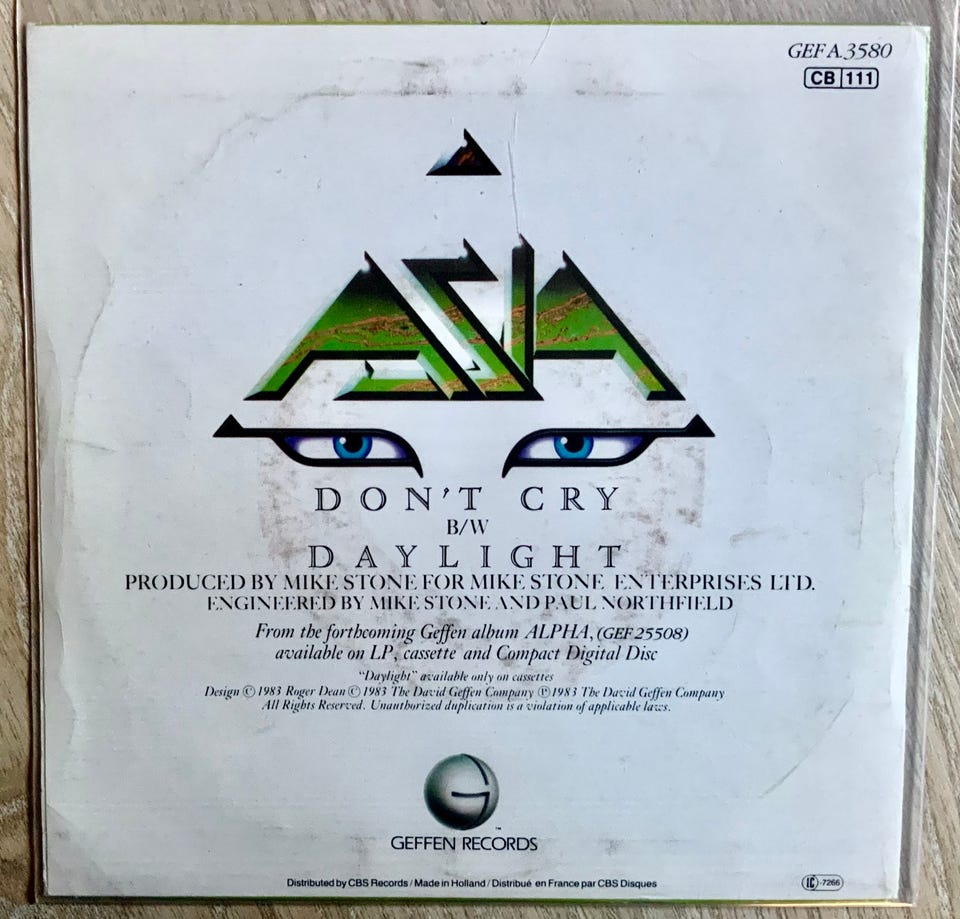 GEF A.3580
CB 111
ASIA
DON'T CRY
B/W
DAYLIGHT
PRODUCED BY MIKE STONE FOR MIKE STONE ENTERPRISES LTD.
ENGINEERED BY MIKE STONE AND PAUL NORTHFIELD
From the forthcoming Geffen album ALPHA, (GEF 25508)
available on LP, cassette and Compact Digital Disc
"Daylight" available only on cassettes
Design © 1983 Roger Dean © 1983 The David Geffen Company ℗ 1983 The David Geffen Company
All Rights Reserved. Unauthorized duplication is a violation of applicable laws.
G
™
GEFFEN RECORDS
Distributed by CBS Records / Made in Holland / Distribué en France par CBS Disques
IC -7266